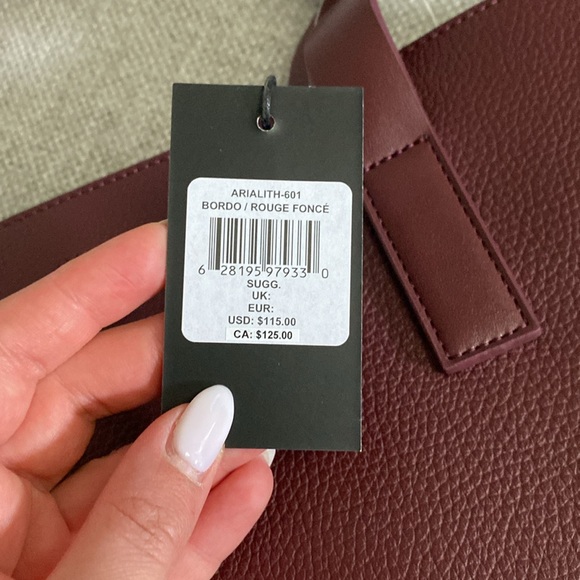 ARIALITH-601
BORDO / ROUGE FONCÉ
6 28195 97933 0
SUGG.
UK:
EUR:
USD: $115.00
CA: $125.00